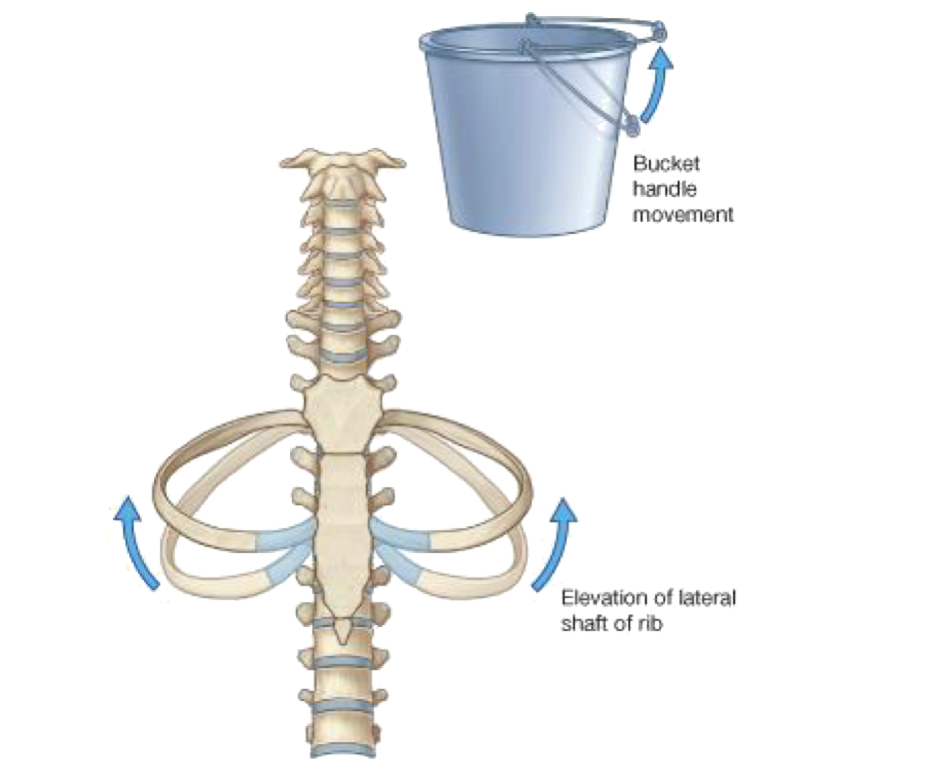 Bucket
handle
movement
Elevation of lateral
shaft of rib